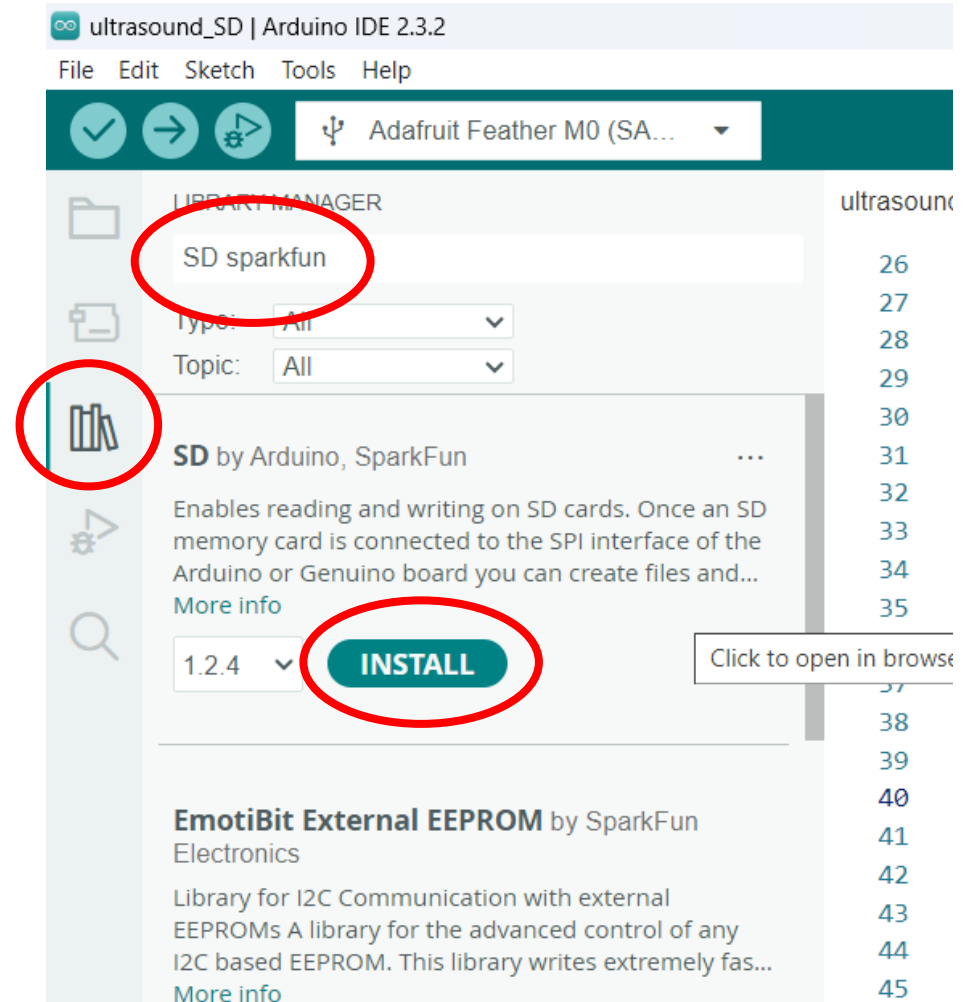 ultrasound_SD | Arduino IDE 2.3.2
File Edit Sketch Tools Help
Adafruit Feather M0 (SA...
LIBRARY MANAGER
SD sparkfun
Type: All
Topic: All
SD by Arduino, SparkFun
...
Enables reading and writing on SD cards. Once an SD
memory card is connected to the SPI interface of the
Arduino or Genuino board you can create files and...
More info
1.2.4
INSTALL
EmotiBit External EEPROM by SparkFun
Electronics
Library for I2C Communication with external
EEPROMs A library for the advanced control of any
I2C based EEPROM. This library writes extremely fas...
More info
ultrasound
26
27
28
29
30
31
32
33
34
35
Click to open in browse
37
38
39
40
41
42
43
44
45